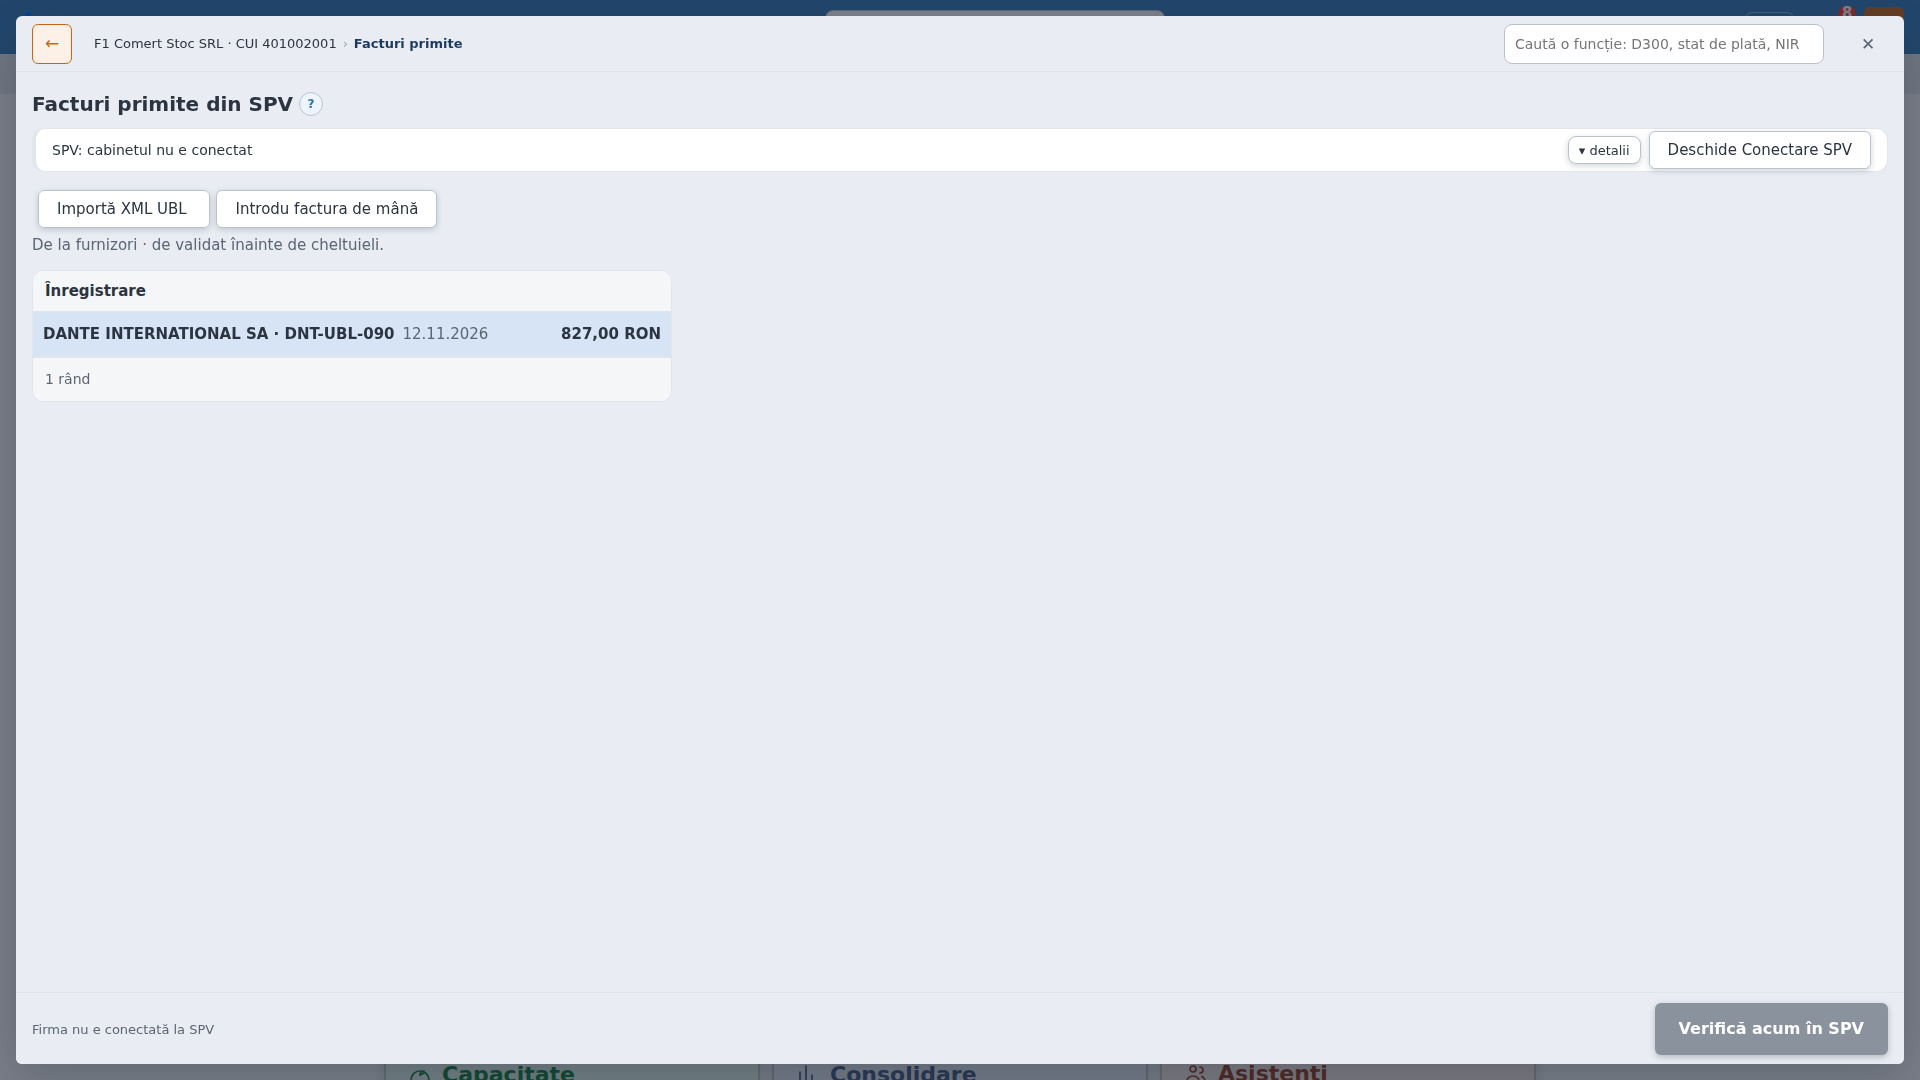 8
← F1 Comert Stoc SRL · CUI 401002001 › Facturi primite
Caută o funcție: D300, stat de plată, NIR ✕
Facturi primite din SPV ?
SPV: cabinetul nu e conectat ▾ detalii Deschide Conectare SPV
Importă XML UBL Introdu factura de mână
De la furnizori · de validat înainte de cheltuieli.
Înregistrare
DANTE INTERNATIONAL SA · DNT-UBL-090 12.11.2026 827,00 RON
1 rând
Firma nu e conectată la SPV Verifică acum în SPV
Capacitate Consolidare Asistenți